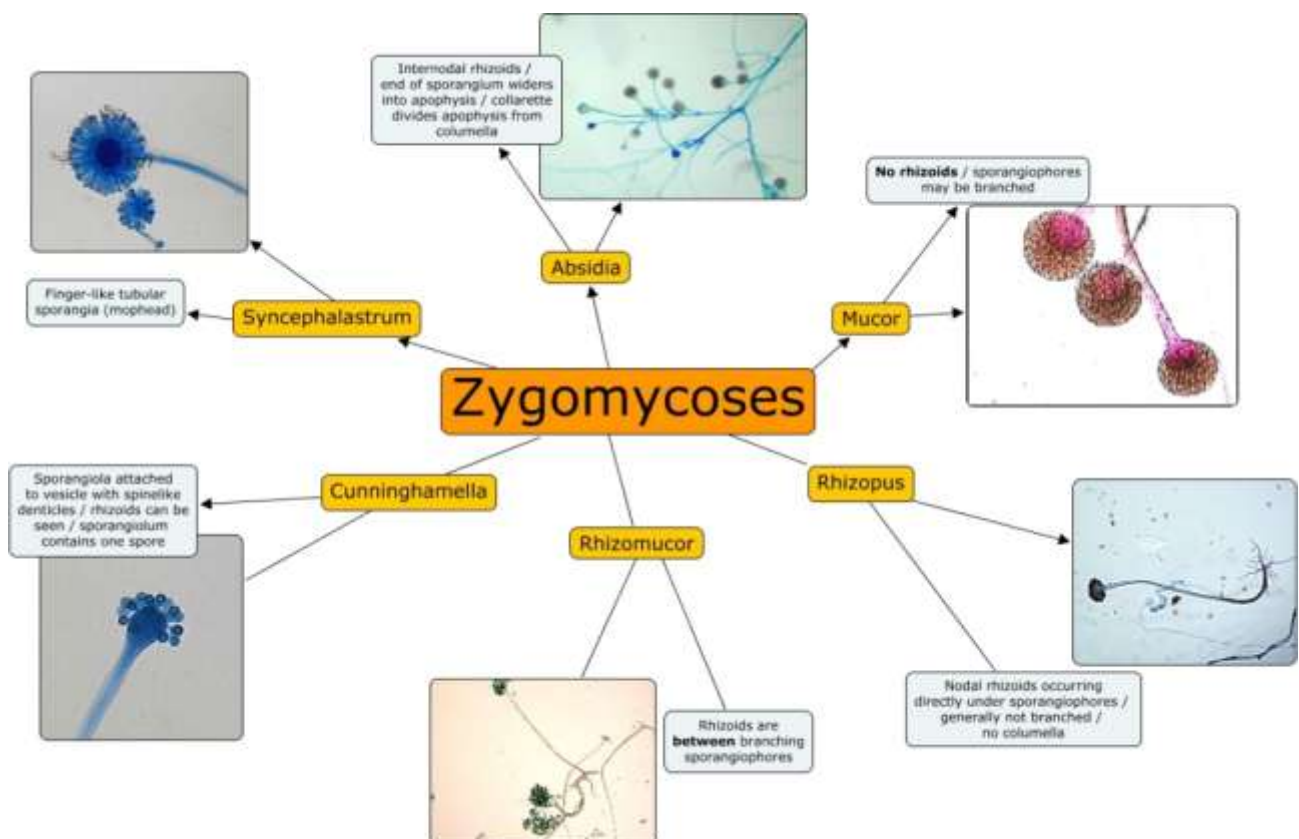 Internodal rhizoids /
end of sporangium widens
into apophysis / collarette
divides apophysis from
columella
No rhizoids / sporangiophores
may be branched
Absidia
Finger-like tubular
sporangia (mophead)
Syncephalastrum
Mucor
Zygomycoses
Sporangiola attached
to vesicle with spinelike
denticles / rhizoids can be
seen / sporangiolum
contains one spore
Cunninghamella
Rhizopus
Rhizomucor
Nodal rhizoids occurring
directly under sporangiophores /
generally not branched /
no columella
Rhizoids are
between branching
sporangiophores